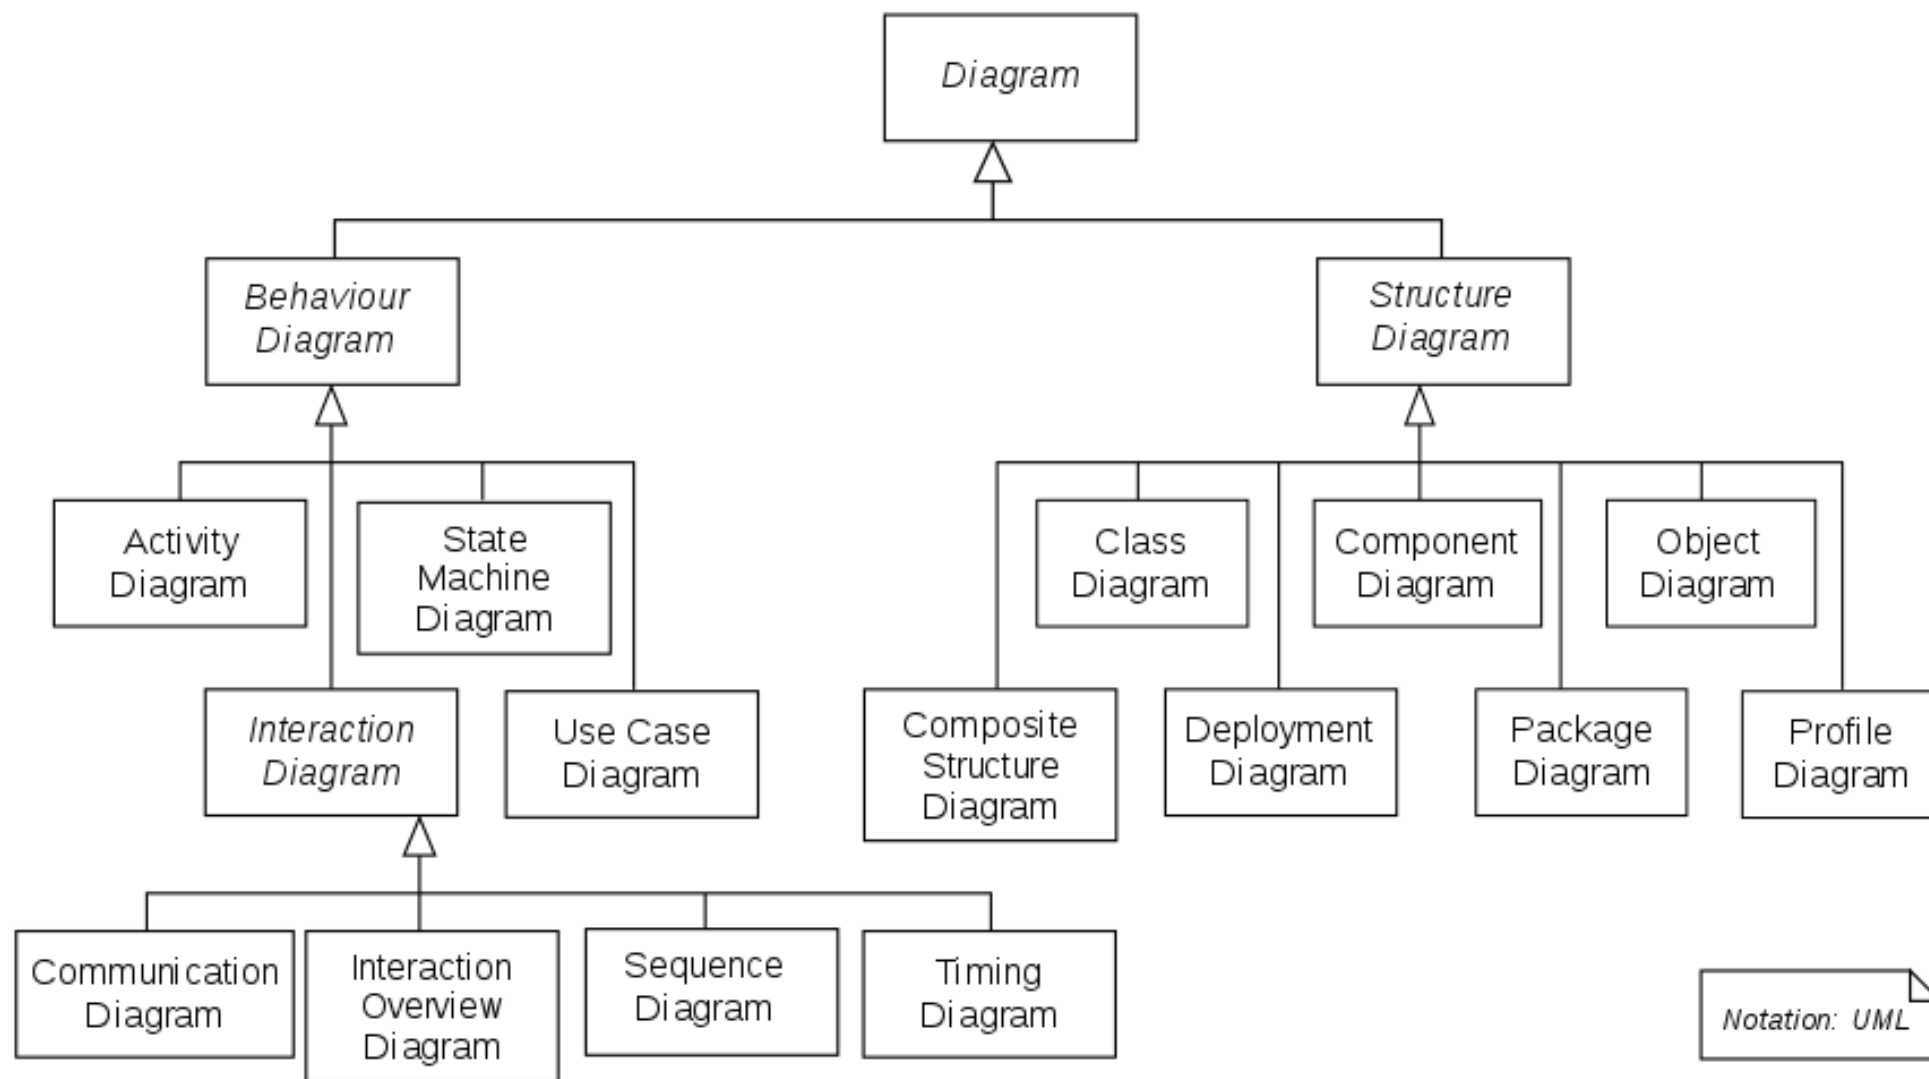 Diagram
Behaviour
Diagram
Structure
Diagram
Activity
Diagram
State
Machine
Diagram
Class
Diagram
Component
Diagram
Object
Diagram
Interaction
Diagram
Use Case
Diagram
Composite
Structure
Diagram
Deployment
Diagram
Package
Diagram
Profile
Diagram
Communication
Diagram
Interaction
Overview
Diagram
Sequence
Diagram
Timing
Diagram
Notation: UML